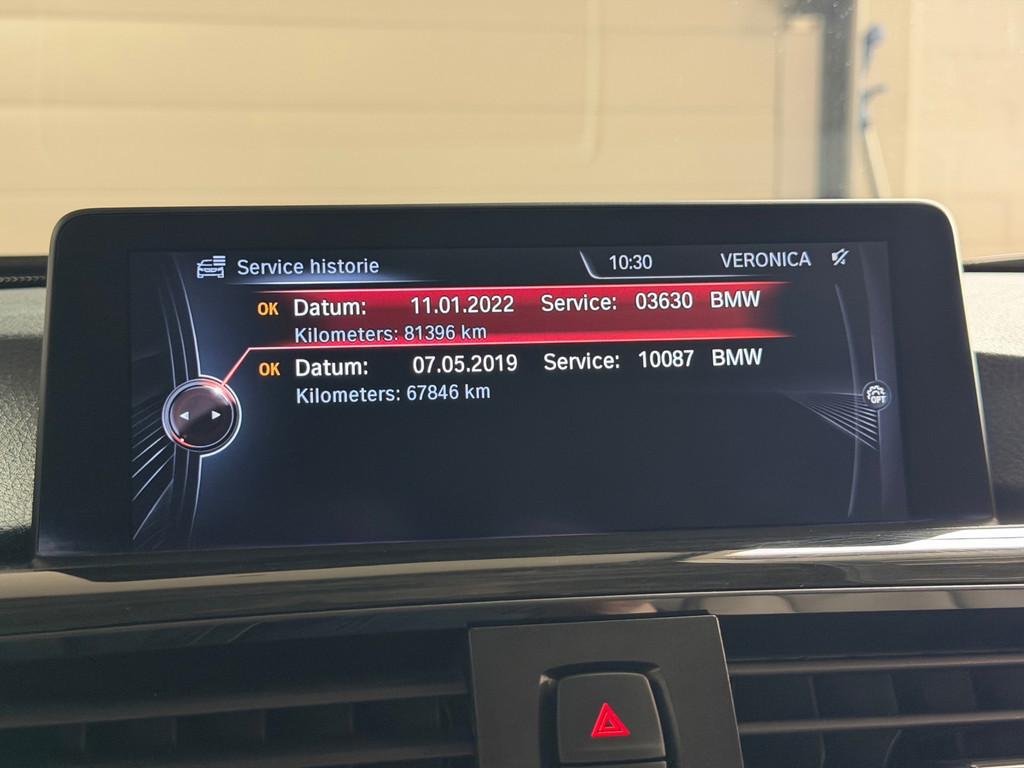 Service historie 10:30 VERONICA
OK Datum: 11.01.2022 Service: 03630 BMW
Kilometers: 81396 km
OK Datum: 07.05.2019 Service: 10087 BMW
Kilometers: 67846 km
OPT